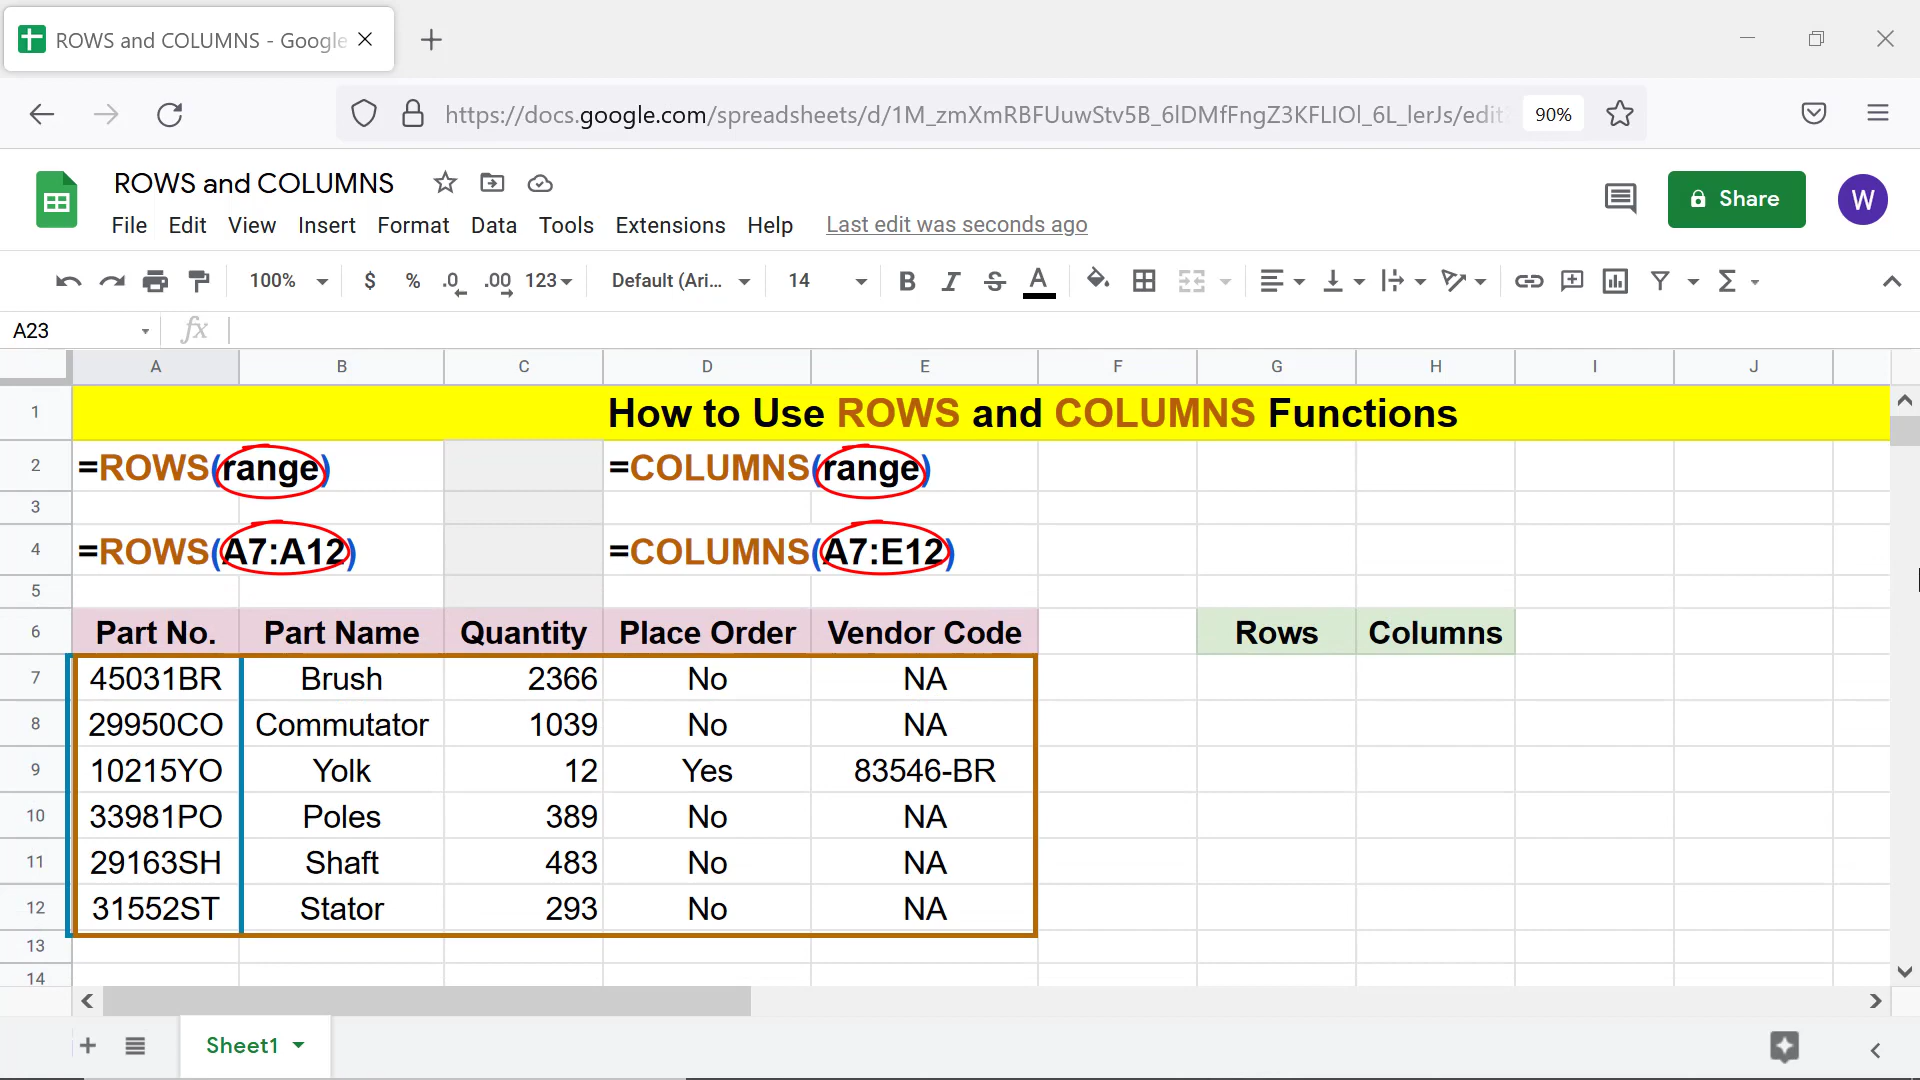 ROWS and COLUMNS - Google
https://docs.google.com/spreadsheets/d/1M_zmXmRBFUuwStv5B_6lDMfFngZ3KFLIOl_6L_lerJs/edit
90%
ROWS and COLUMNS
File Edit View Insert Format Data Tools Extensions Help Last edit was seconds ago
Share
W
100% $ % .0 .00 123 Default (Ari... 14 B I S A Σ
A23 fx
A B C D E F G H I J
1 How to Use ROWS and COLUMNS Functions
2 =ROWS(range) =COLUMNS(range)
3
4 =ROWS(A7:A12) =COLUMNS(A7:E12)
5
6 Part No. Part Name Quantity Place Order Vendor Code Rows Columns
7 45031BR Brush 2366 No NA
8 29950CO Commutator 1039 No NA
9 10215YO Yolk 12 Yes 83546-BR
10 33981PO Poles 389 No NA
11 29163SH Shaft 483 No NA
12 31552ST Stator 293 No NA
13
14
Sheet1